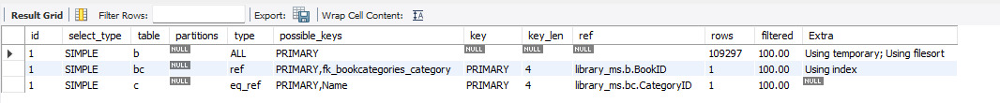 Result Grid Filter Rows: Export: Wrap Cell Content:
id select_type table partitions type possible_keys key key_len ref rows filtered Extra
1 SIMPLE b NULL ALL PRIMARY NULL NULL NULL 109297 100.00 Using temporary; Using filesort
1 SIMPLE bc NULL ref PRIMARY,fk_bookcategories_category PRIMARY 4 library_ms.b.BookID 1 100.00 Using index
1 SIMPLE c NULL eq_ref PRIMARY,Name PRIMARY 4 library_ms.bc.CategoryID 1 100.00 NULL